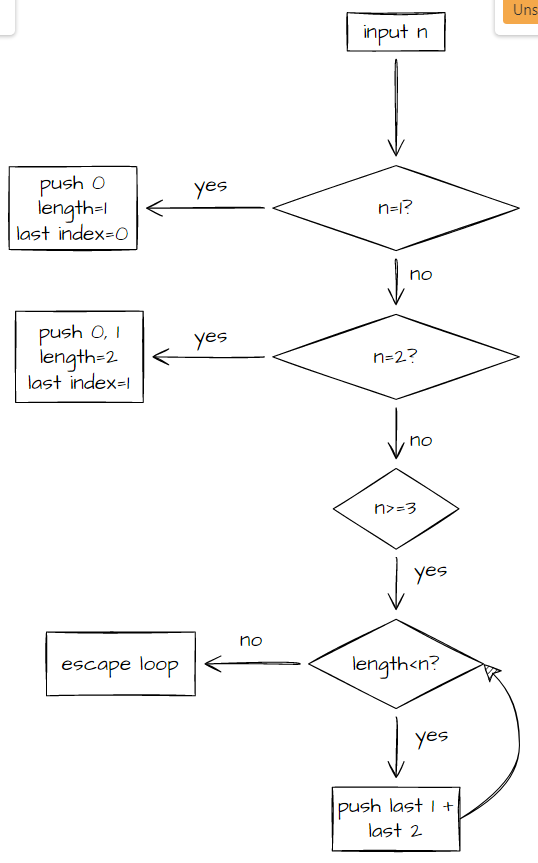 Uns
input n
n=1?
yes
push 0
length=1
last index=0
no
n=2?
yes
push 0, 1
length=2
last index=1
no
n>=3
yes
length<n?
no
escape loop
yes
push last 1 +
last 2